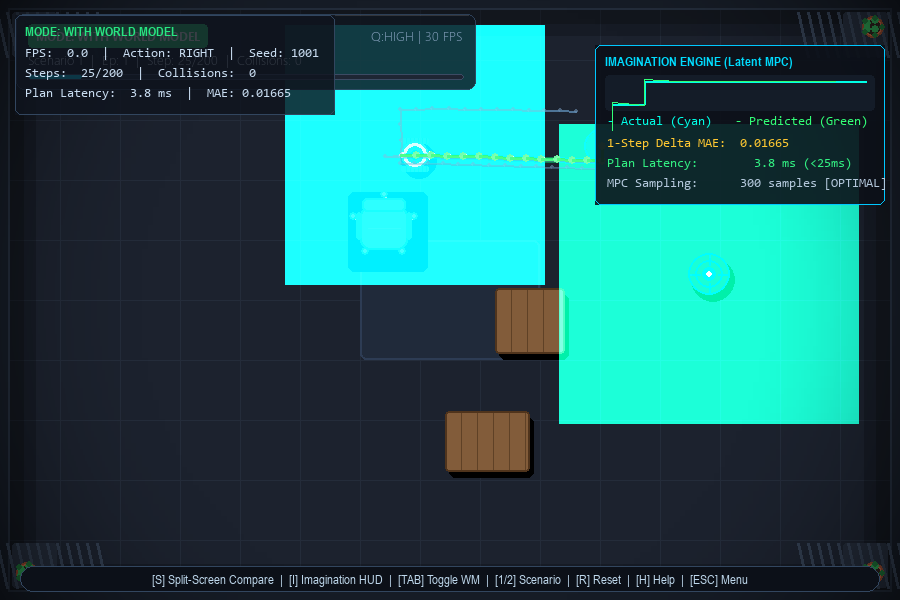 MODE: WITH WORLD MODEL
FPS:  0.0  |  Action: RIGHT  |  Seed: 1001
Steps:  25/200  |  Collisions:  0
Plan Latency:  3.8 ms  |  MAE: 0.01665
Q:HIGH | 30 FPS
IMAGINATION ENGINE (Latent MPC)
- Actual (Cyan)   - Predicted (Green)
1-Step Delta MAE:  0.01665
Plan Latency:  3.8 ms (<25ms)
MPC Sampling:  300 samples [OPTIMAL]
[S] Split-Screen Compare  |  [I] Imagination HUD  |  [TAB] Toggle WM  |  [1/2] Scenario  |  [R] Reset  |  [H] Help  |  [ESC] Menu